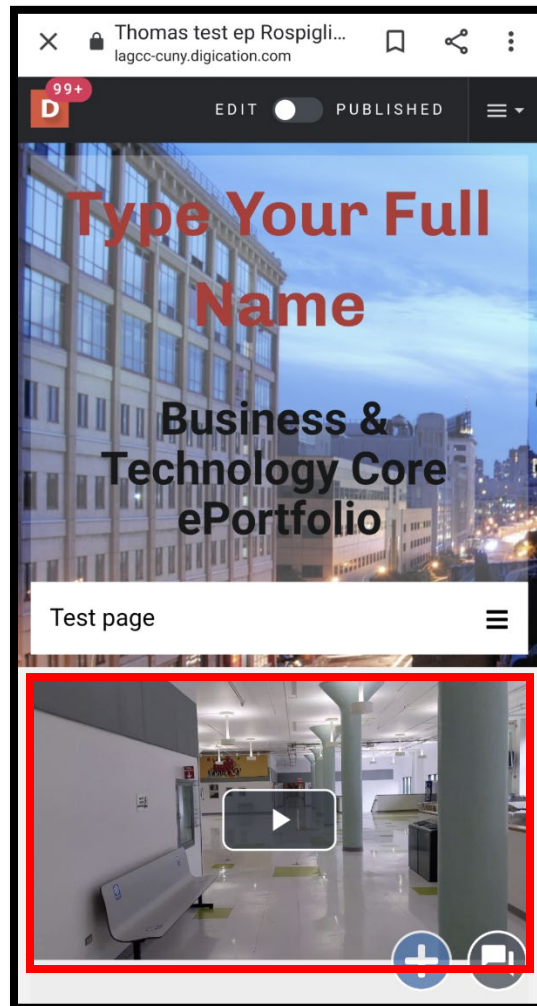 Thomas test ep Rospigli...
lagcc-cuny.digication.com
99+
D
EDIT PUBLISHED
Type Your Full
Name
Business &
Technology Core
ePortfolio
Test page